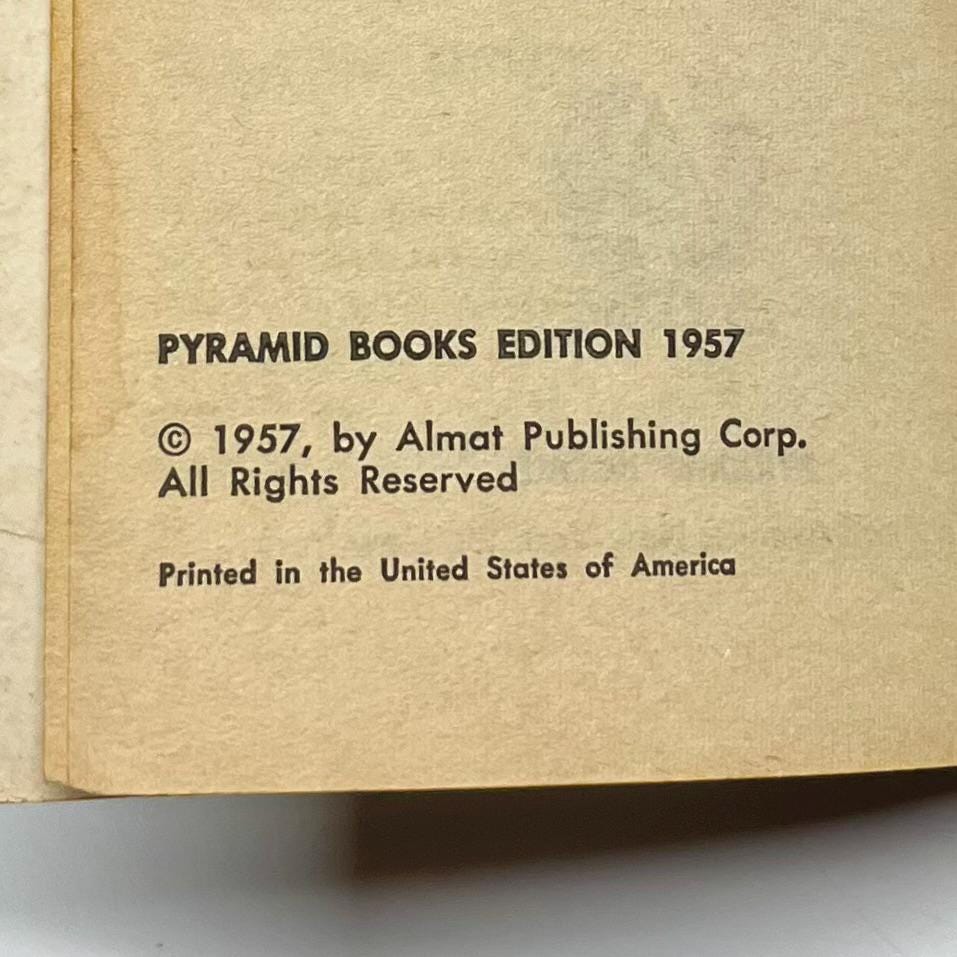 PYRAMID BOOKS EDITION 1957
© 1957, by Almat Publishing Corp.
All Rights Reserved
Printed in the United States of America